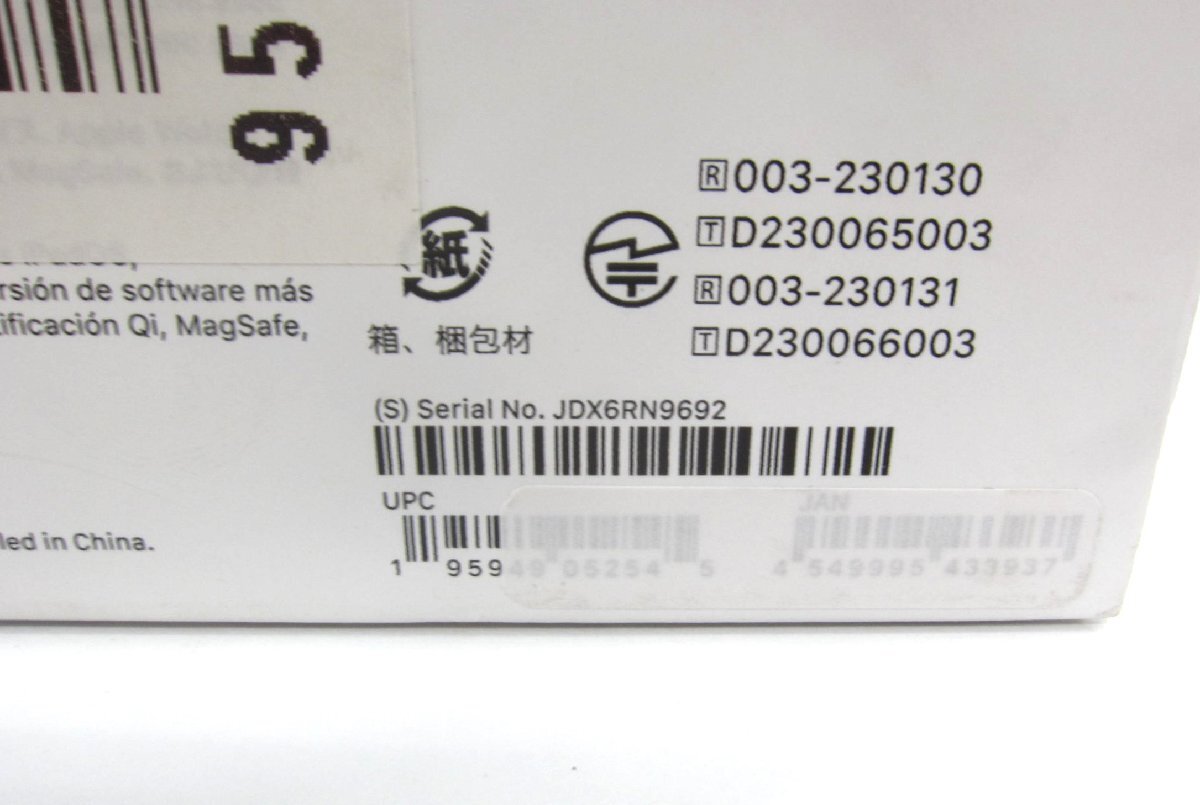 95
紙
箱、梱包材
R003-230130
TD230065003
R003-231131
TD230066003
rsión de software más
ificación Qi, MagSafe,
(S) Serial No. JDX6RN9692
UPC
JAN
1 95949 05254 5
4 549995 433937
led in China.